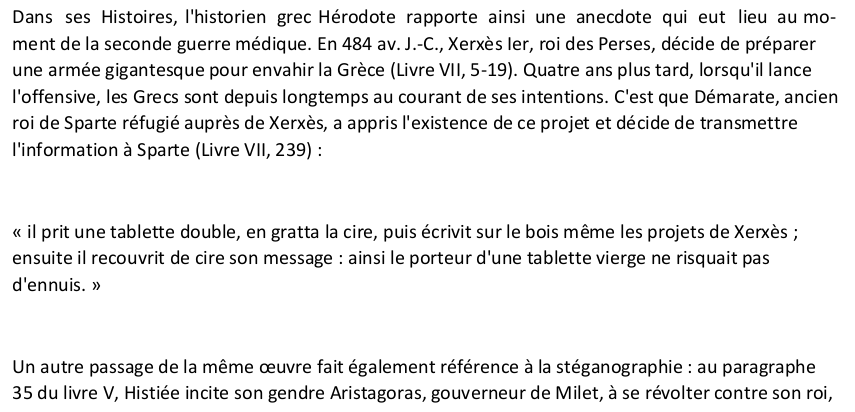 Dans ses Histoires, l'historien grec Hérodote rapporte ainsi une anecdote qui eut lieu au mo-
ment de la seconde guerre médique. En 484 av. J.-C., Xerxès Ier, roi des Perses, décide de préparer
une armée gigantesque pour envahir la Grèce (Livre VII, 5-19). Quatre ans plus tard, lorsqu'il lance
l'offensive, les Grecs sont depuis longtemps au courant de ses intentions. C'est que Démarate, ancien
roi de Sparte réfugié auprès de Xerxès, a appris l'existence de ce projet et décide de transmettre
l'information à Sparte (Livre VII, 239) :
« il prit une tablette double, en gratta la cire, puis écrivit sur le bois même les projets de Xerxès ;
ensuite il recouvrit de cire son message : ainsi le porteur d'une tablette vierge ne risquait pas
d'ennuis. »
Un autre passage de la même œuvre fait également référence à la stéganographie : au paragraphe
35 du livre V, Histiée incite son gendre Aristagoras, gouverneur de Milet, à se révolter contre son roi,